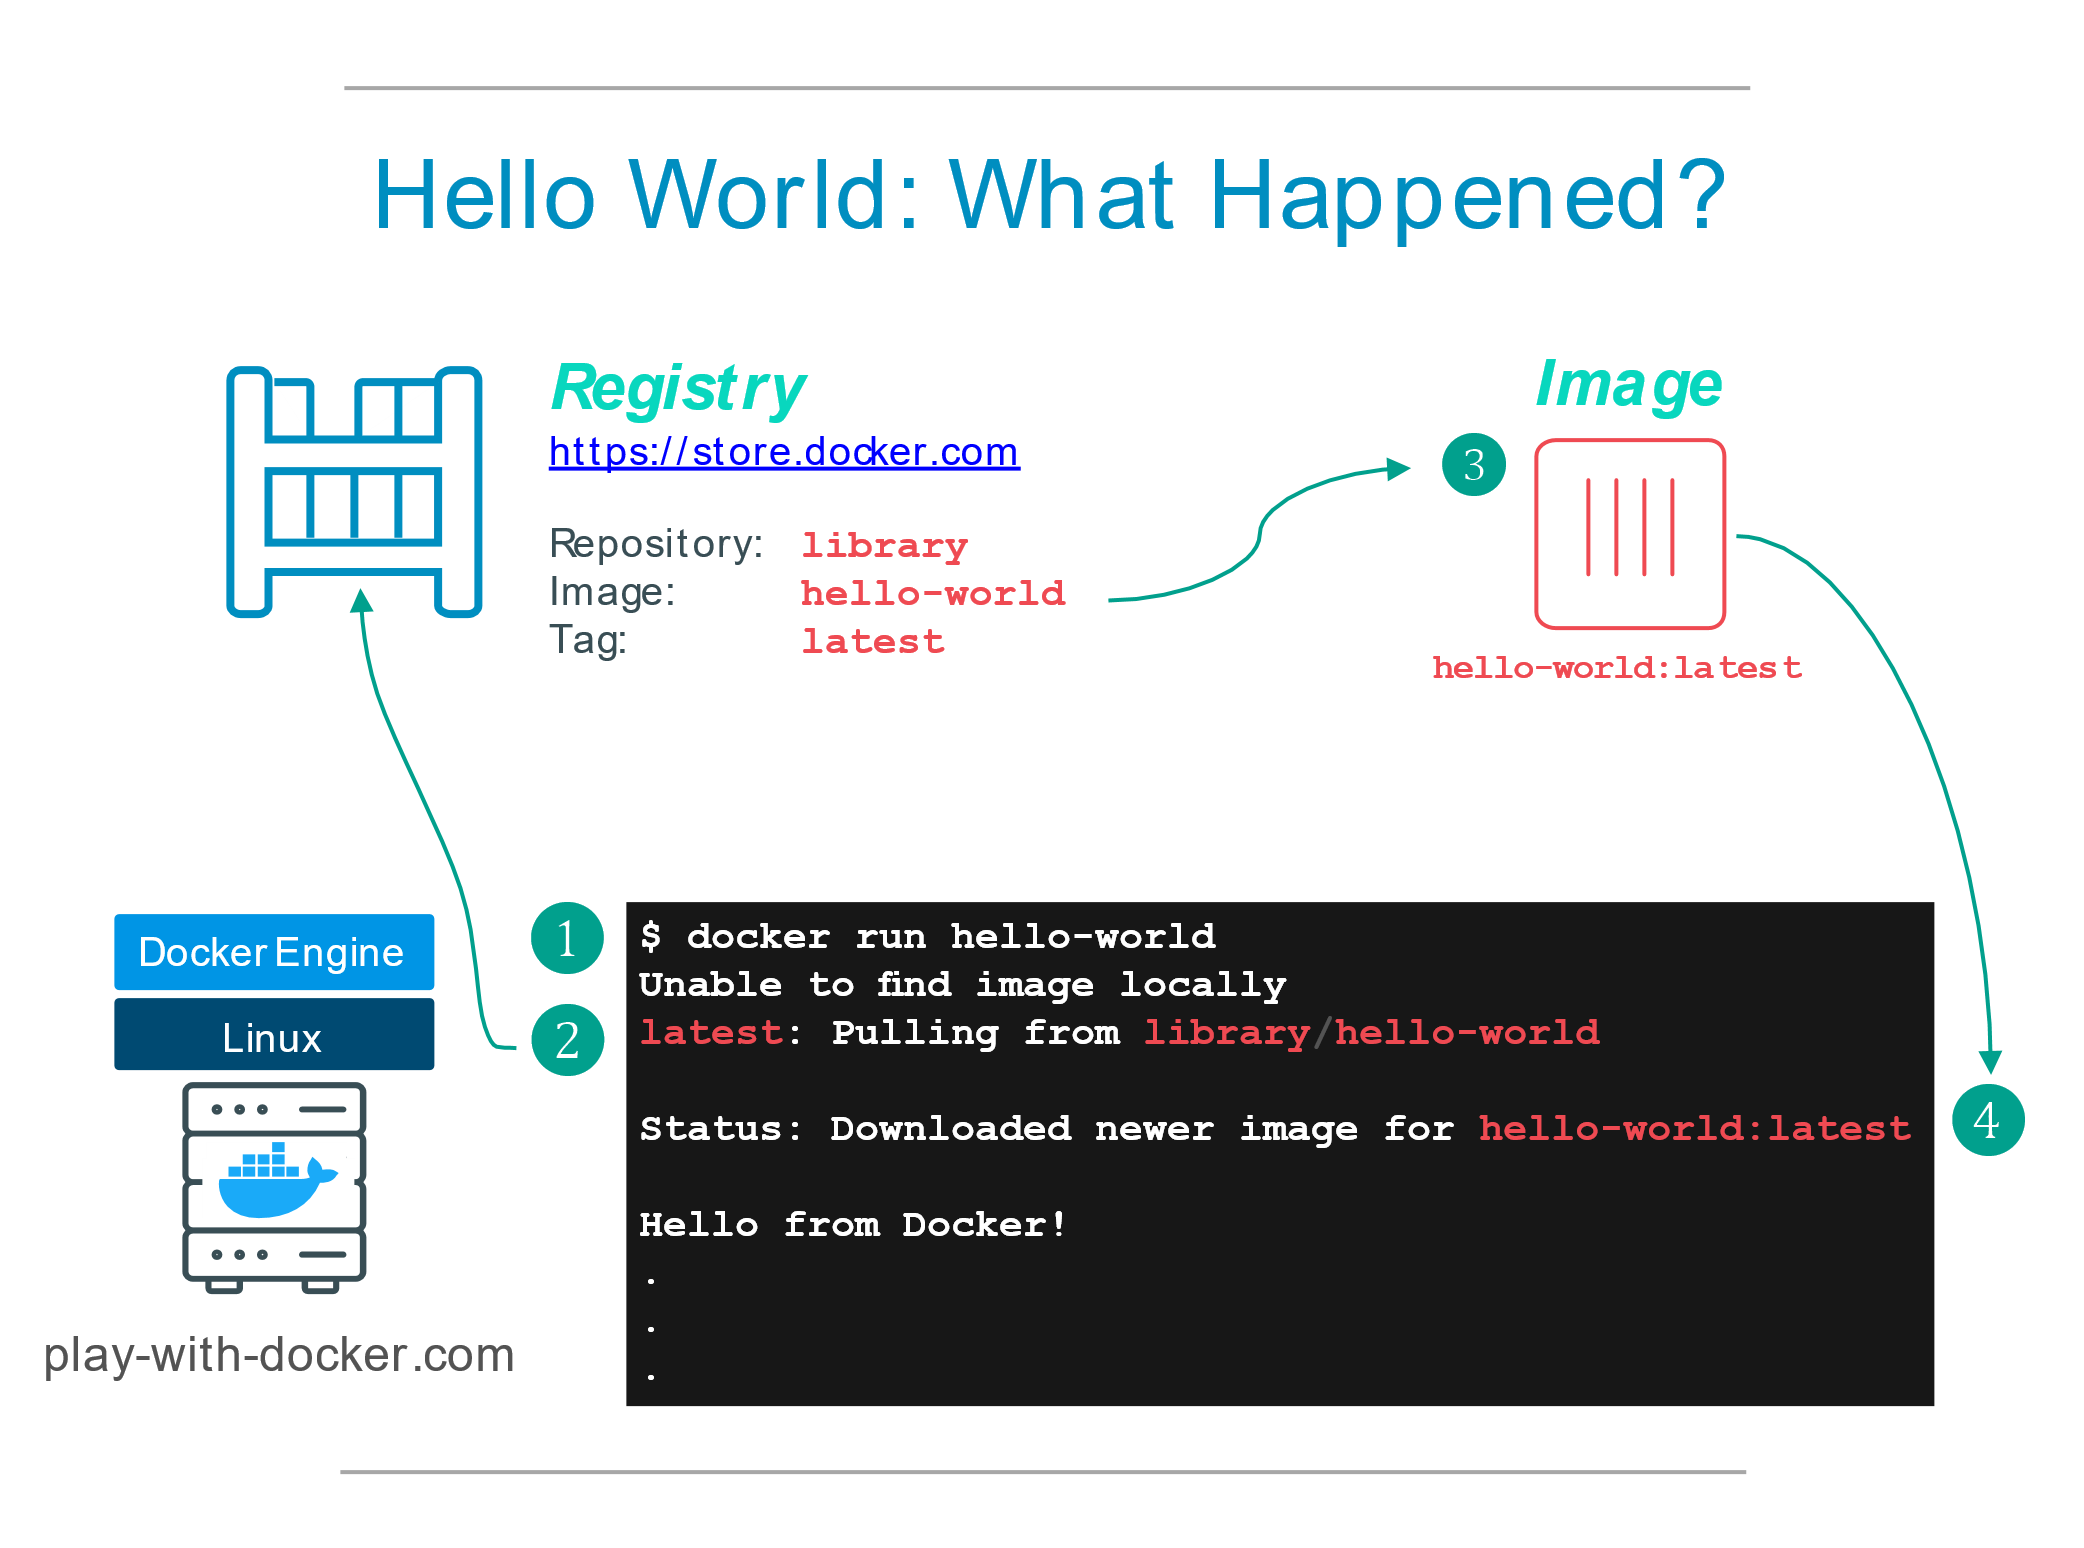 Hello World: What Happened?
Registry
https://store.docker.com
Repository: library
Image: hello-world
Tag: latest
Image
3
hello-world:latest
Docker Engine
Linux
play-with-docker.com
1
2
$ docker run hello-world
Unable to find image locally
latest: Pulling from library/hello-world
Status: Downloaded newer image for hello-world:latest
4
Hello from Docker!
.
.
.